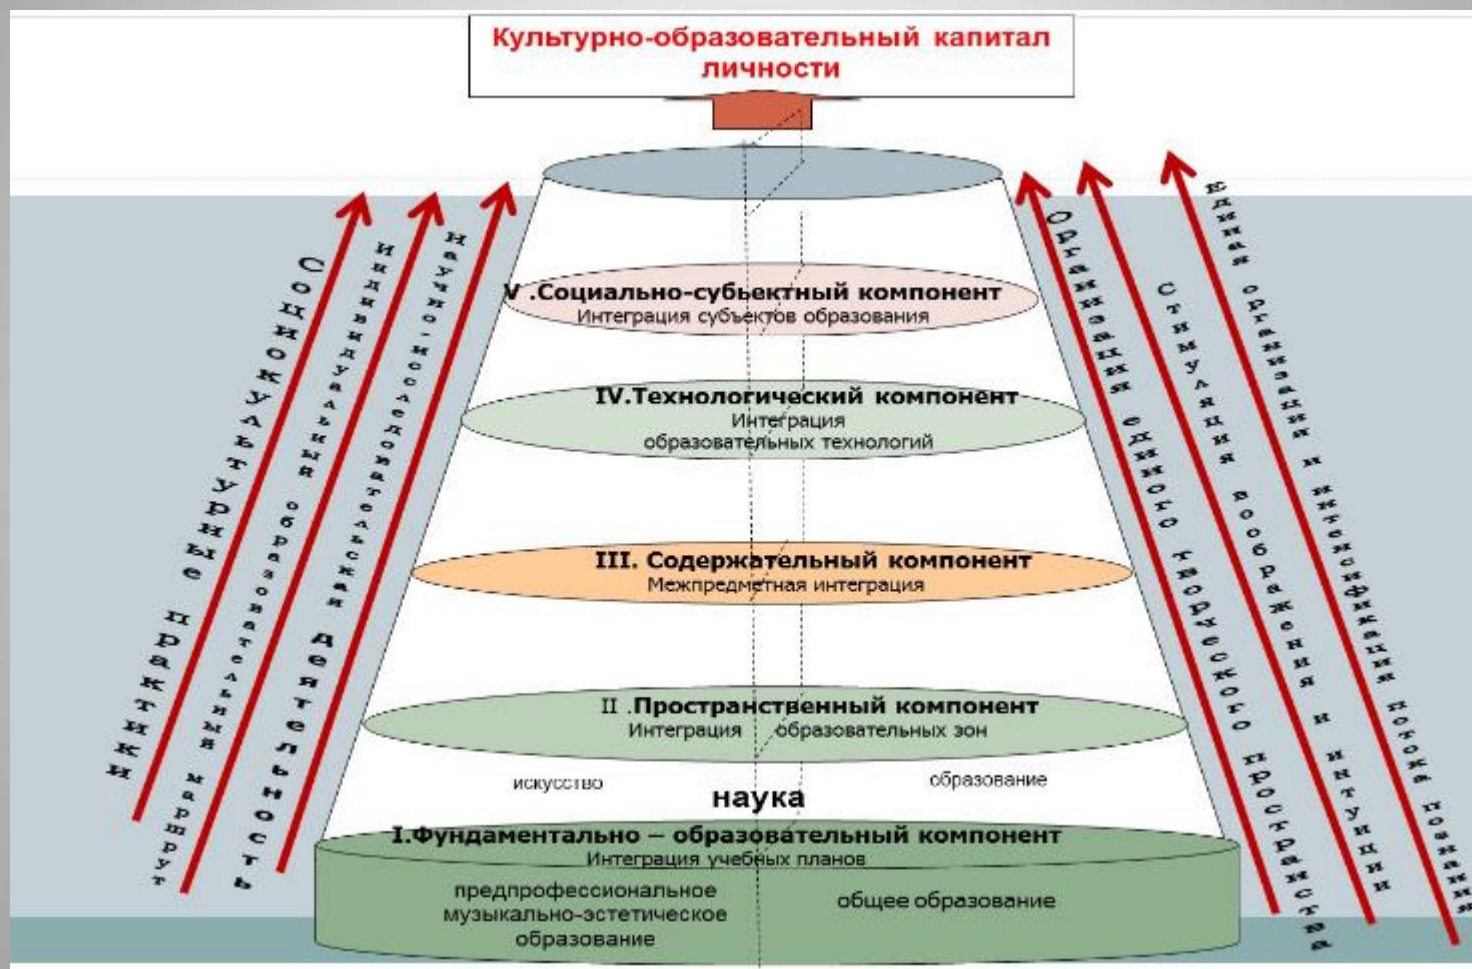 Культурно-образовательный капитал
личности
V .Социально-субьектный компонент
Интеграция субъектов образования
IV.Технологический компонент
Интеграция
образовательных технологий
III. Содержательный компонент
Межпредметная интеграция
II .Пространственный компонент
Интеграция образовательных зон
искусство
образование
наука
I.Фундаментально – образовательный компонент
Интеграция учебных планов
предпрофессиональное
музыкально-эстетическое
образование
общее образование
Социокультурные практики
Индивидуальный образовательный маршрут
Научно-исследовательская деятельность
Организация единого творческого пространства
Стимуляция воображения и интуиции
Единая организация и интенсификация потока познания